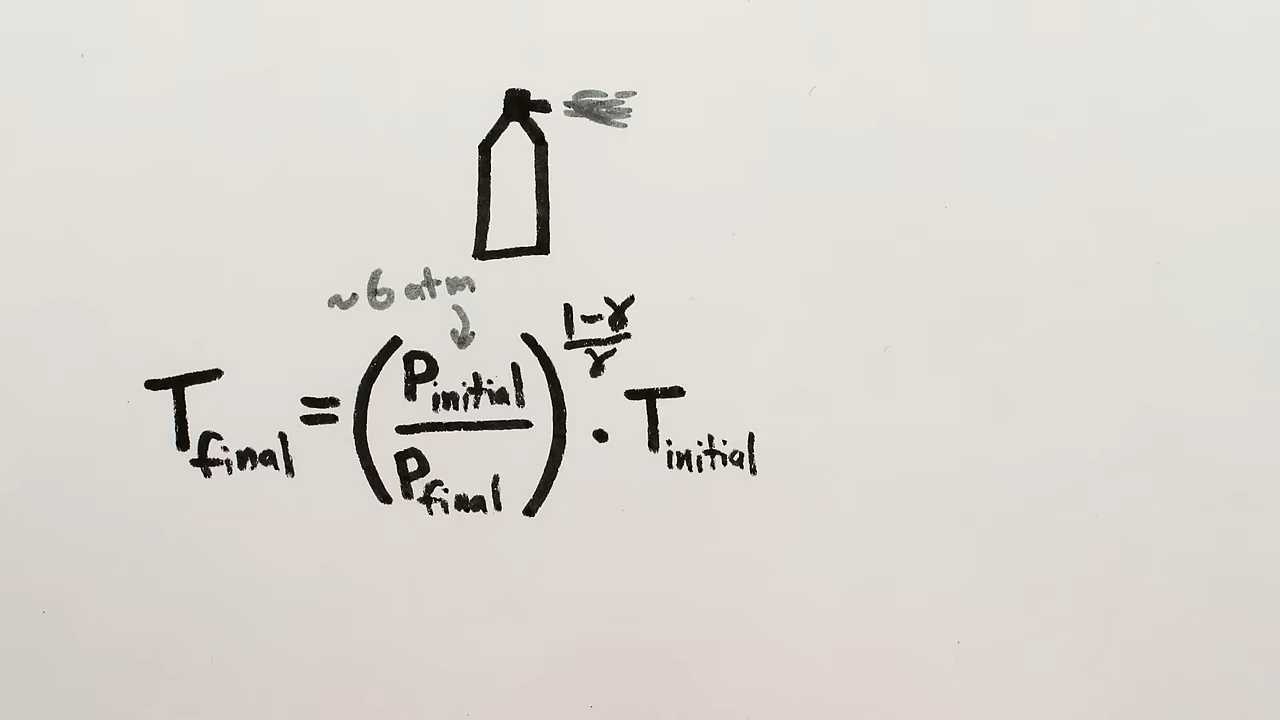 ~6 atm
T_final = (P_initial / P_final)^((1-γ)/γ) · T_initial